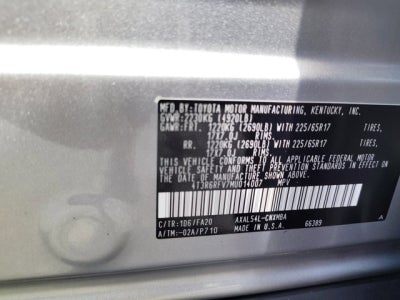 MFD.BY: TOYOTA MOTOR MANUFACTURING, KENTUCKY, INC.
GVWR: 2230KG (4920LB)
GAWR: FRT. 1220KG (2690LB) WITH 225/65R17 TIRES,
17X7.0J RIMS,
RR. 1220KG (2690LB) WITH 225/65R17 TIRES,
17X7.0J RIMS,
THIS VEHICLE CONFORMS TO ALL APPLICABLE FEDERAL MOTOR
VEHICLE SAFETY AND THEFT PREVENTION STANDARDS IN EFFECT
ON THE DATE OF MANUFACTURE SHOWN ABOVE.
MPV
C/TR: 1D6/FA20 AXAL54L-CNXMBA
A/TM: -02A/P710 MADE IN U.S.A. 66389